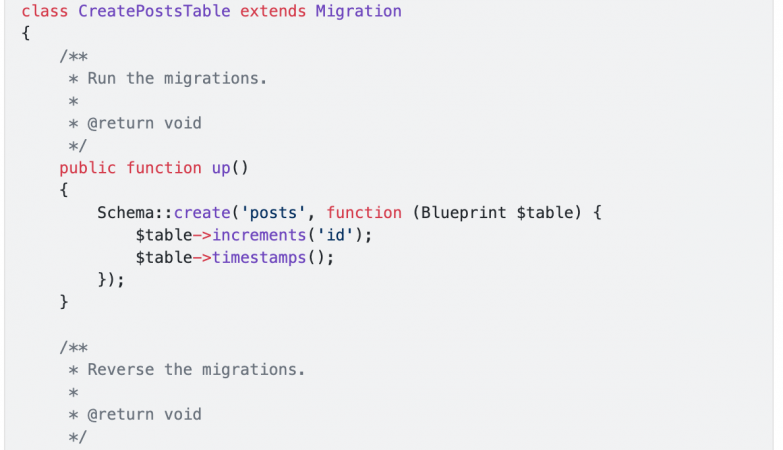 class CreatePostsTable extends Migration
{
    /**
     * Run the migrations.
     *
     * @return void
     */
    public function up()
    {
        Schema::create('posts', function (Blueprint $table) {
            $table->increments('id');
            $table->timestamps();
        });
    }

    /**
     * Reverse the migrations.
     *
     * @return void
     */